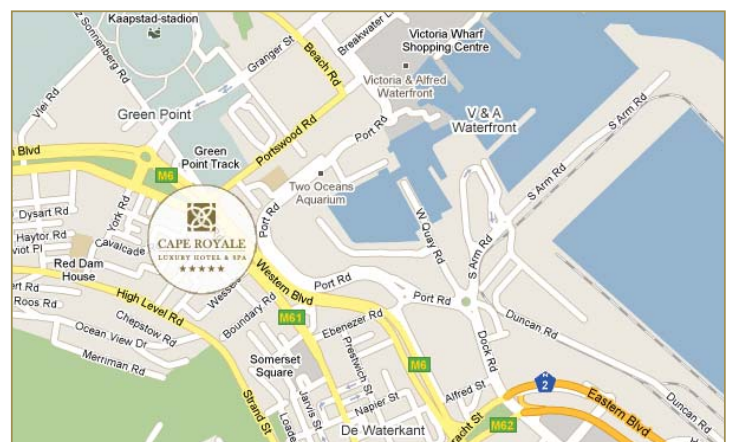 Kaapstad-stadion
Sonnenberg Rd
Granger St
Beach Rd
Breakwater
Victoria Wharf
Shopping Centre
Victoria & Alfred
Waterfront
Vlei Rd
Green Point
Green
Point Track
Portswood Rd
Port Rd
V & A
Waterfront
S Arm Rd
Blvd
M6
Two Oceans
Aquarium
S Arm Rd
Dysart Rd
York Rd
Haytor Rd
Cavalcade
Red Dam
House
CAPE ROYALE
LUXURY HOTEL & SPA
Port Rd
W Quay Rd
S Arm Rd
Roos Rd
High Level Rd
Chepstow Rd
Ocean View Dr
Merriman Rd
Boundary Rd
Western Blvd
Port Rd
Port Rd
M61
Ebenezer Rd
Duncan Rd
Dock Rd
Somerset
Square
Prestwich St
M6
Strand St
Jarvis St
Napier St
Alfred St
N
2
Eastern Blvd
Duncan Rd
De Waterkant
M62